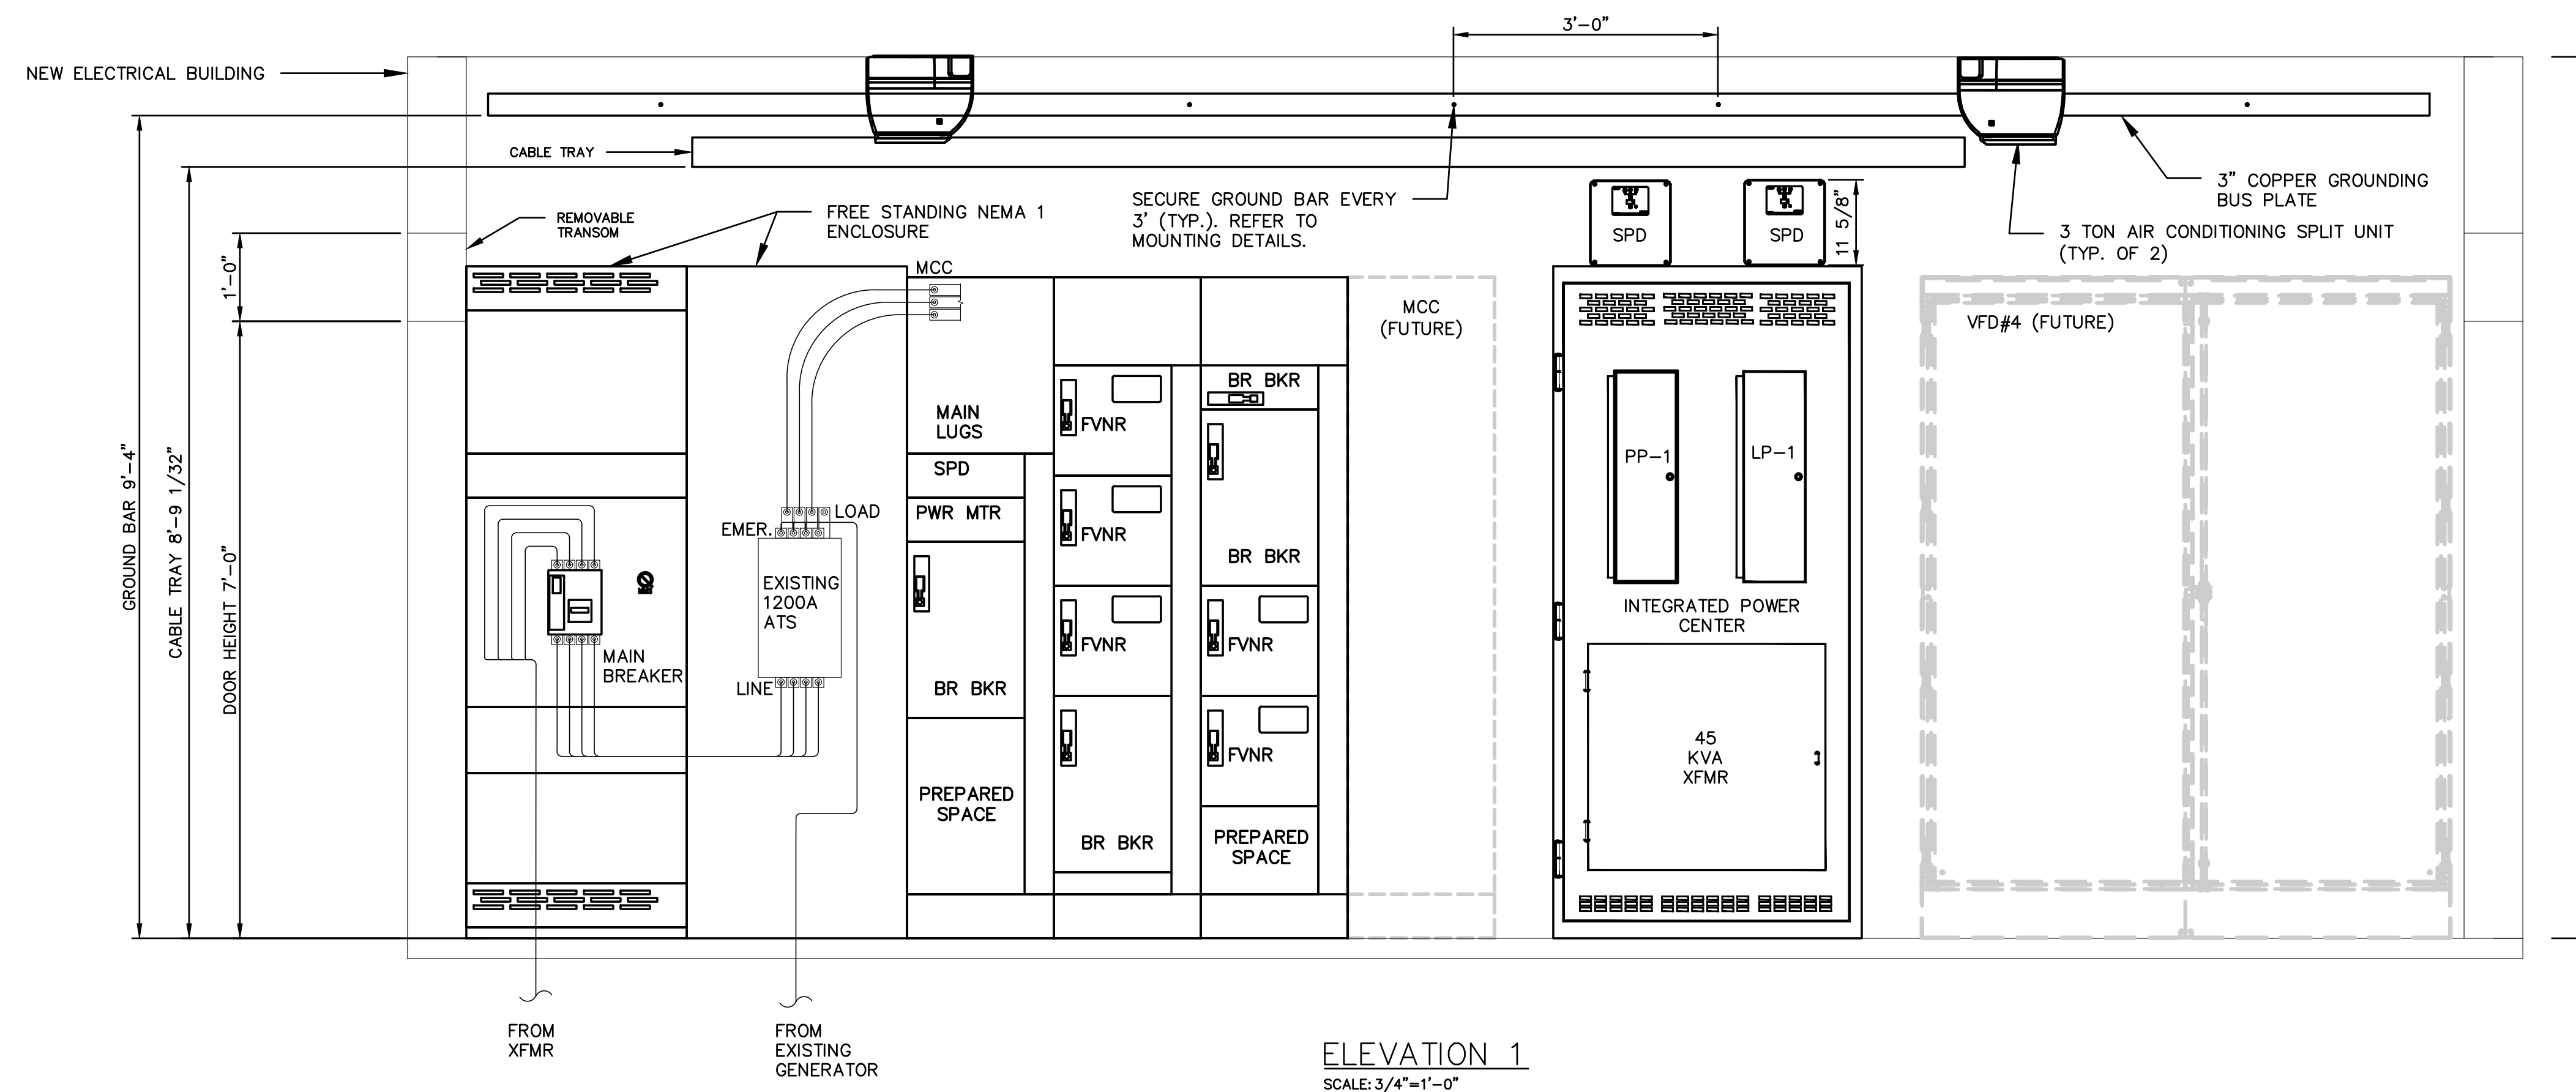 3'-0"
NEW ELECTRICAL BUILDING
CABLE TRAY
SECURE GROUND BAR EVERY
3' (TYP.). REFER TO
MOUNTING DETAILS.
3" COPPER GROUNDING
BUS PLATE
3 TON AIR CONDITIONING SPLIT UNIT
(TYP. OF 2)
REMOVABLE
TRANSOM
FREE STANDING NEMA 1
ENCLOSURE
SPD
SPD
11 5/8"
1'-0"
GROUND BAR 9'-4"
CABLE TRAY 8'-9 1/32"
DOOR HEIGHT 7'-0"
MCC
MCC
(FUTURE)
VFD#4 (FUTURE)
MAIN
LUGS
SPD
PWR MTR
BR BKR
PREPARED
SPACE
FVNR
FVNR
FVNR
BR BKR
BR BKR
BR BKR
FVNR
FVNR
PREPARED
SPACE
LOAD
EMER.
EXISTING
1200A
ATS
LINE
MAIN
BREAKER
PP-1
LP-1
INTEGRATED POWER
CENTER
45
KVA
XFMR
FROM
XFMR
FROM
EXISTING
GENERATOR
ELEVATION 1
SCALE: 3/4"=1'-0"